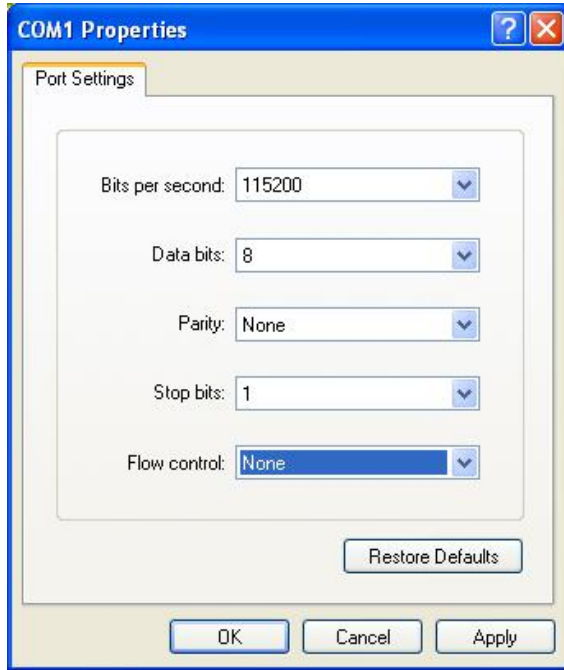 COM1 Properties
Port Settings
Bits per second: 115200
Data bits: 8
Parity: None
Stop bits: 1
Flow control: None
Restore Defaults
OK Cancel Apply